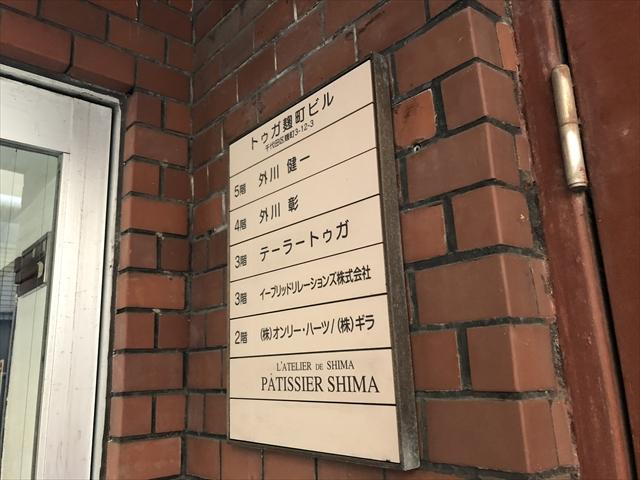 トゥガ麹町ビル
千代田区麹町3-12-3
5階 外川 健一
4階 外川 彰
3階 テーラートゥガ
3階 イーブリッドリレーションズ株式会社
2階 (株)オンリー・ハーツ/(株)ギラ
L'ATELIER DE SHIMA
PÂTISSIER SHIMA